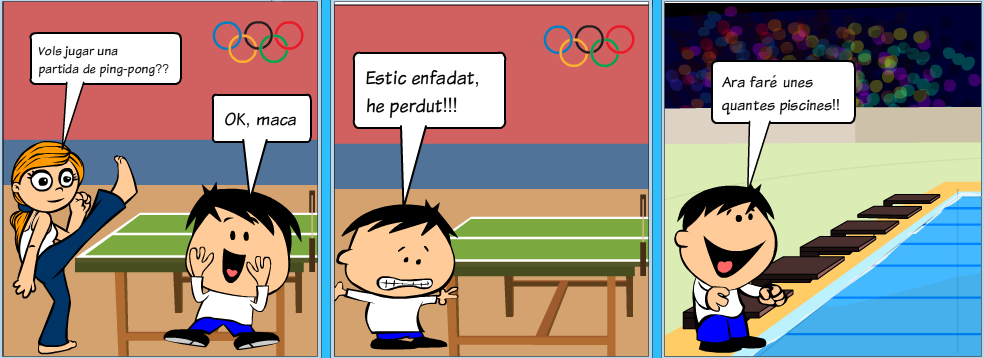 Vols jugar una
partida de ping-pong??
OK, maca
Estic enfadat,
he perdut!!!
Ara faré unes
quantes piscines!!